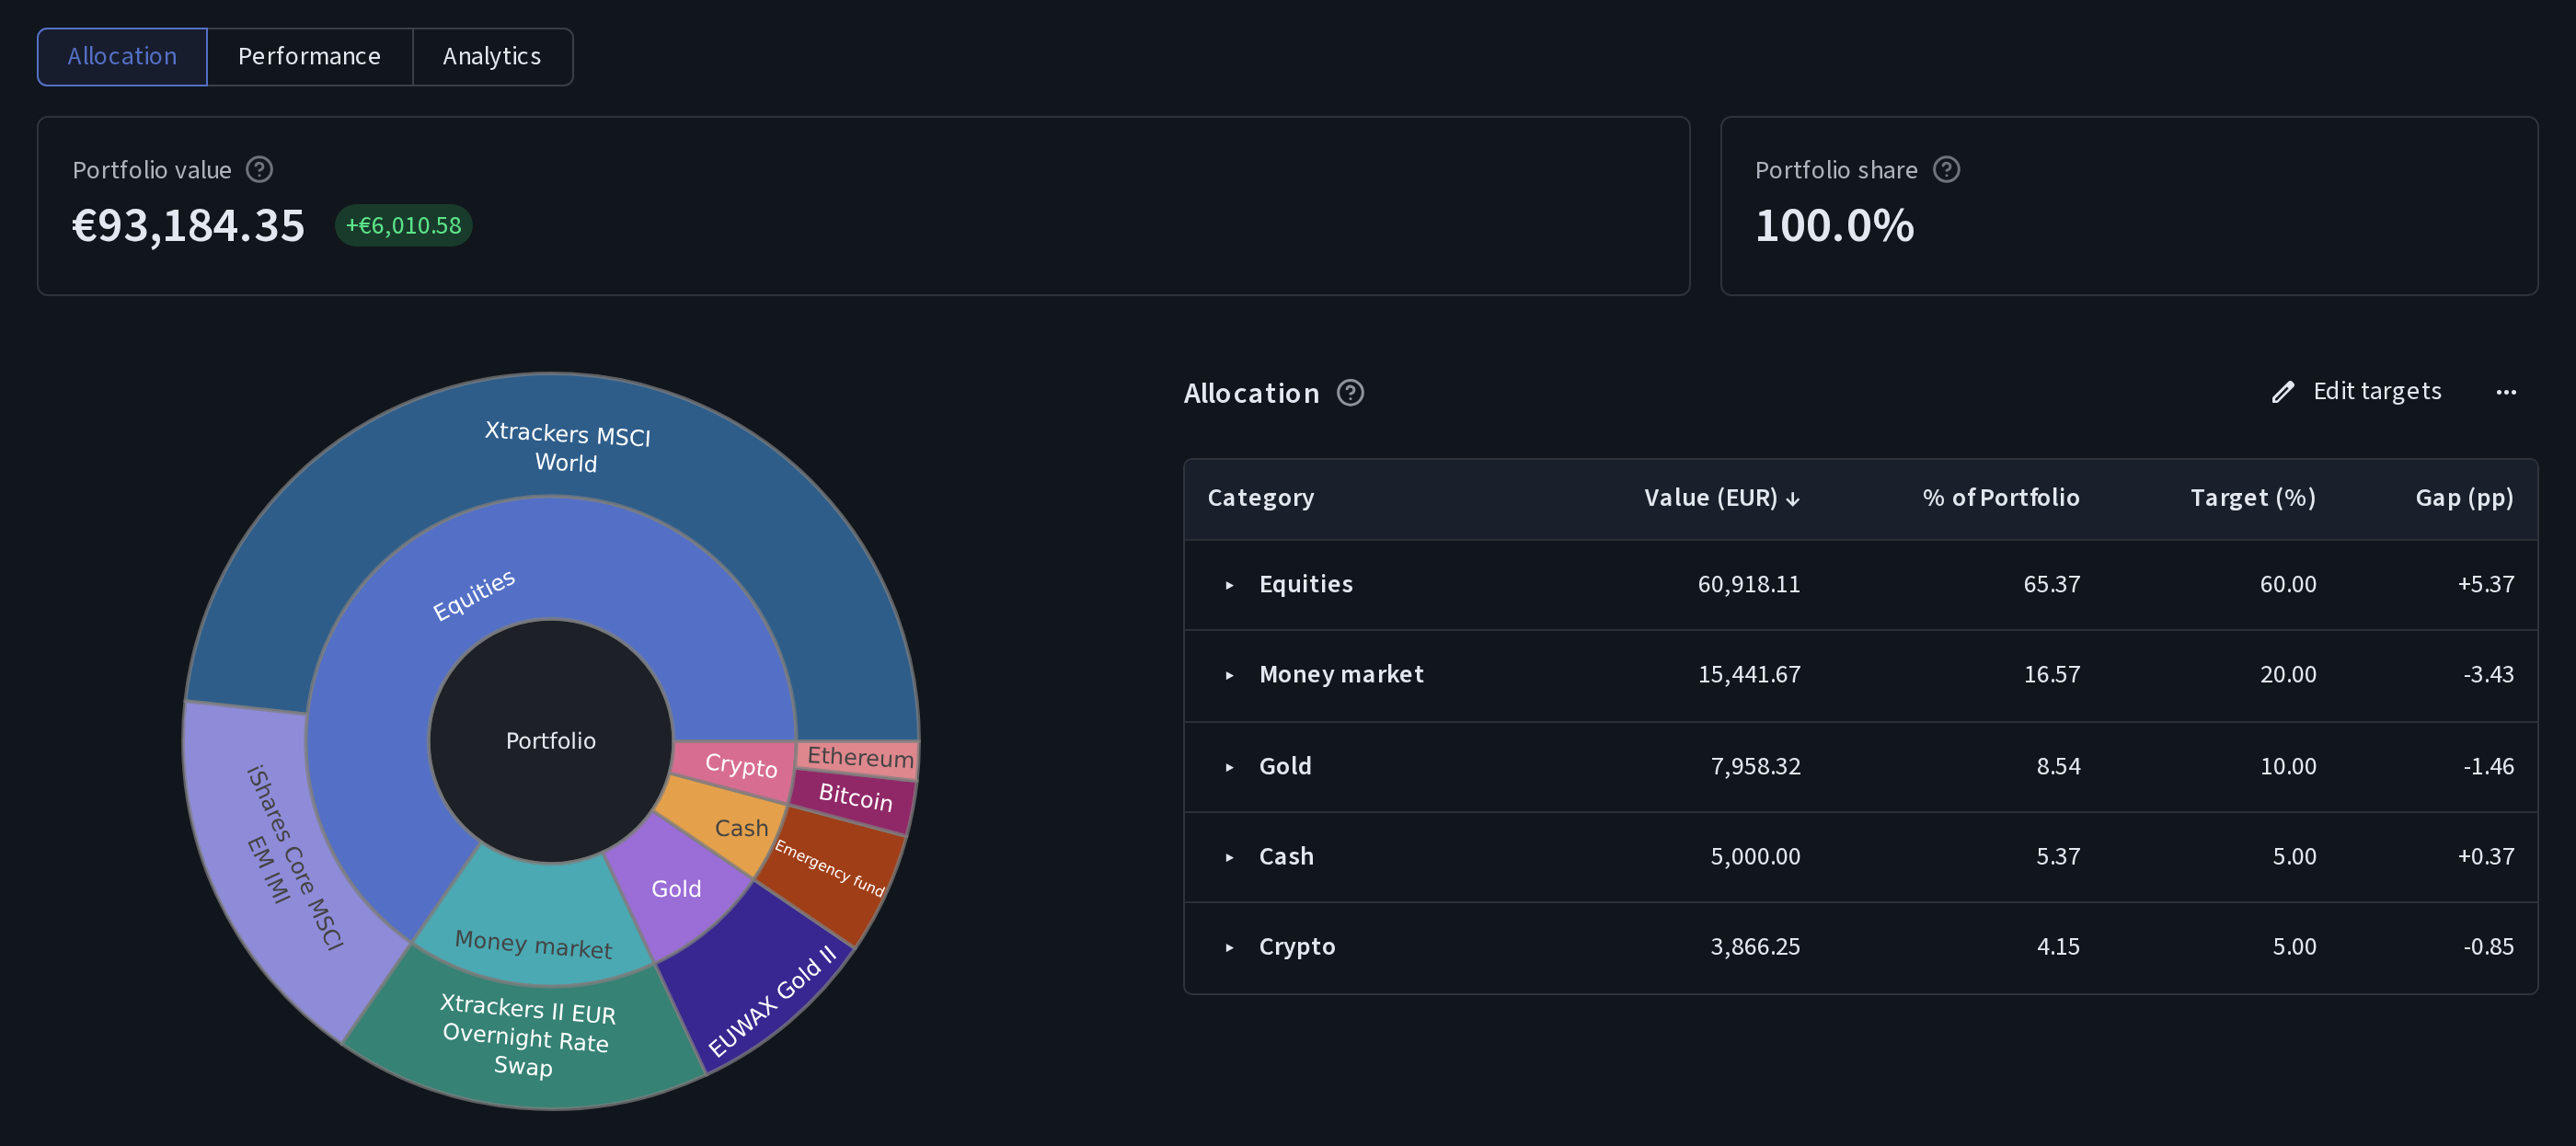 Allocation
Performance
Analytics
Portfolio value
€93,184.35
+€6,010.58
Portfolio share
100.0%
Xtrackers MSCI
World
Equities
Portfolio
Crypto
Ethereum
Bitcoin
Cash
Emergency fund
Gold
EUWAX Gold II
Money market
Xtrackers II EUR
Overnight Rate
Swap
iShares Core MSCI
EM IMI
Allocation
Edit targets
Category Value (EUR) ↓ % of Portfolio Target (%) Gap (pp)
Equities 60,918.11 65.37 60.00 +5.37
Money market 15,441.67 16.57 20.00 -3.43
Gold 7,958.32 8.54 10.00 -1.46
Cash 5,000.00 5.37 5.00 +0.37
Crypto 3,866.25 4.15 5.00 -0.85